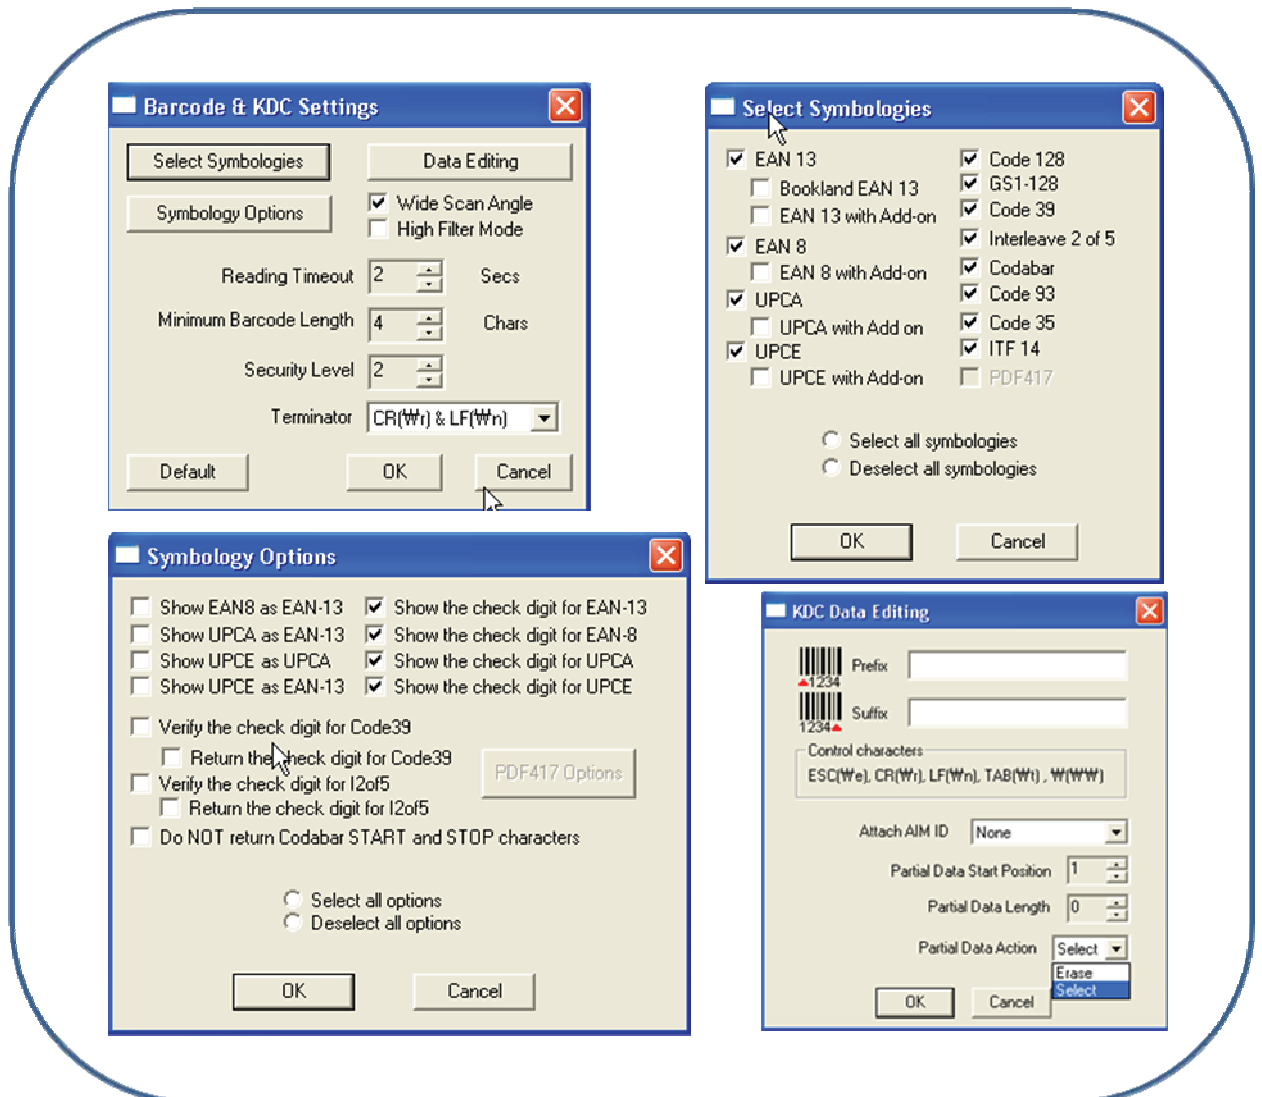 Barcode & KDC Settings
Select Symbologies
Data Editing
Symbology Options
Wide Scan Angle
High Filter Mode
Reading Timeout 2 Secs
Minimum Barcode Length 4 Chars
Security Level 2
Terminator CR(₩r) & LF(₩n)
Default OK Cancel
Select Symbologies
EAN 13
Bookland EAN 13
EAN 13 with Add-on
EAN 8
EAN 8 with Add-on
UPCA
UPCA with Add on
UPCE
UPCE with Add-on
Code 128
GS1-128
Code 39
Interleave 2 of 5
Codabar
Code 93
Code 35
ITF 14
PDF417
Select all symbologies
Deselect all symbologies
OK Cancel
Symbology Options
Show EAN8 as EAN-13
Show UPCA as EAN-13
Show UPCE as UPCA
Show UPCE as EAN-13
Show the check digit for EAN-13
Show the check digit for EAN-8
Show the check digit for UPCA
Show the check digit for UPCE
Verify the check digit for Code39
Return the check digit for Code39
Verify the check digit for I2of5
Return the check digit for I2of5
PDF417 Options
Do NOT return Codabar START and STOP characters
Select all options
Deselect all options
OK Cancel
KDC Data Editing
1234 Prefix
1234 Suffix
Control characters
ESC(₩e), CR(₩r), LF(₩n), TAB(₩t) , ₩(₩₩)
Attach AIM ID None
Partial Data Start Position 1
Partial Data Length 0
Partial Data Action Select
Erase
Select
OK Cancel